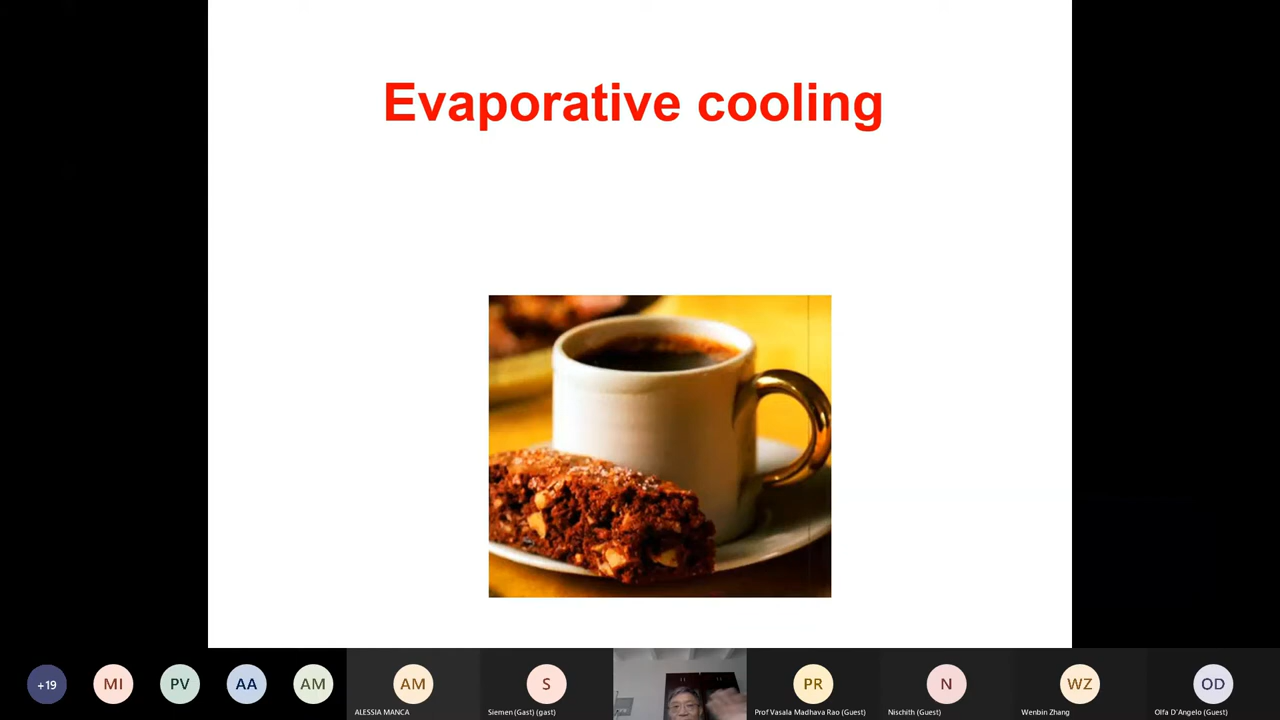 Evaporative cooling
+19
MI
PV
AA
AM
AM
S
PR
N
WZ
OD
ALESSIA MANCA
Siemen (Gast) (gast)
Prof Vasala Madhava Rao (Guest)
Nischith (Guest)
Wenbin Zhang
Olfa D'Angelo (Guest)